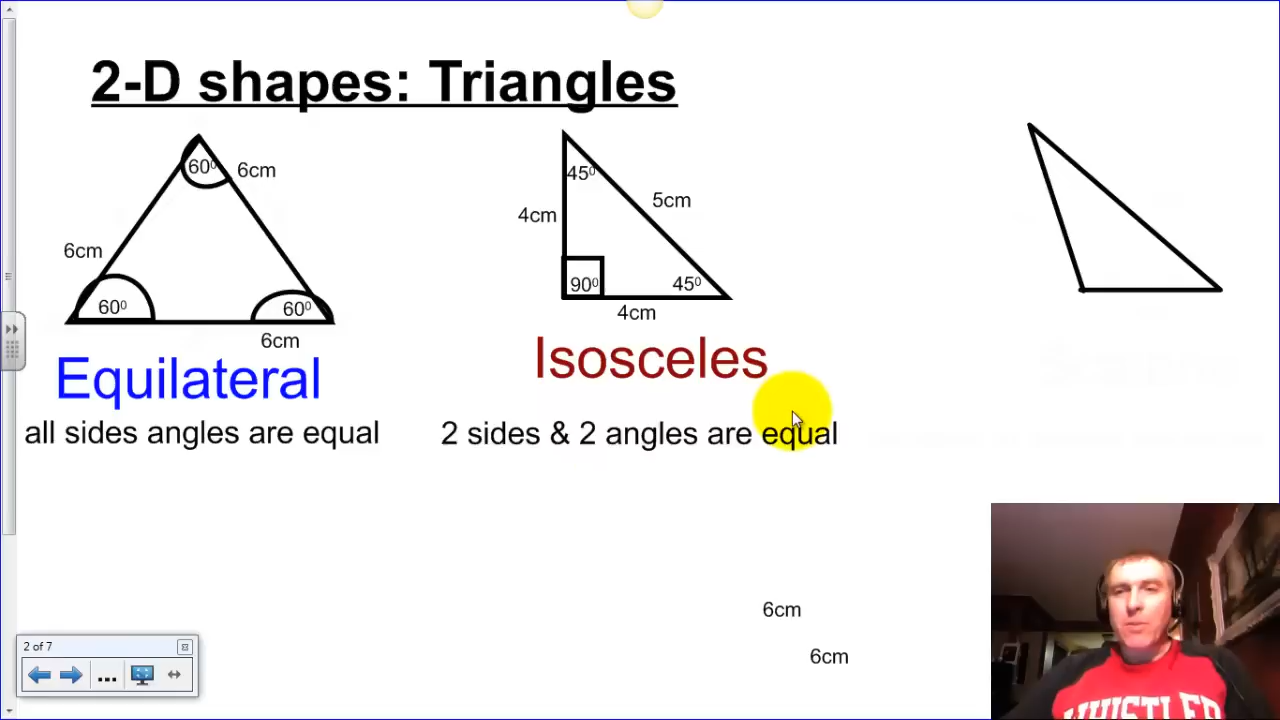 2-D shapes: Triangles
60⁰
6cm
6cm
60⁰
60⁰
6cm
Equilateral
all sides angles are equal
45⁰
5cm
4cm
90⁰
45⁰
4cm
Isosceles
2 sides & 2 angles are equal
6cm
6cm
2 of 7
...
WHISTLER